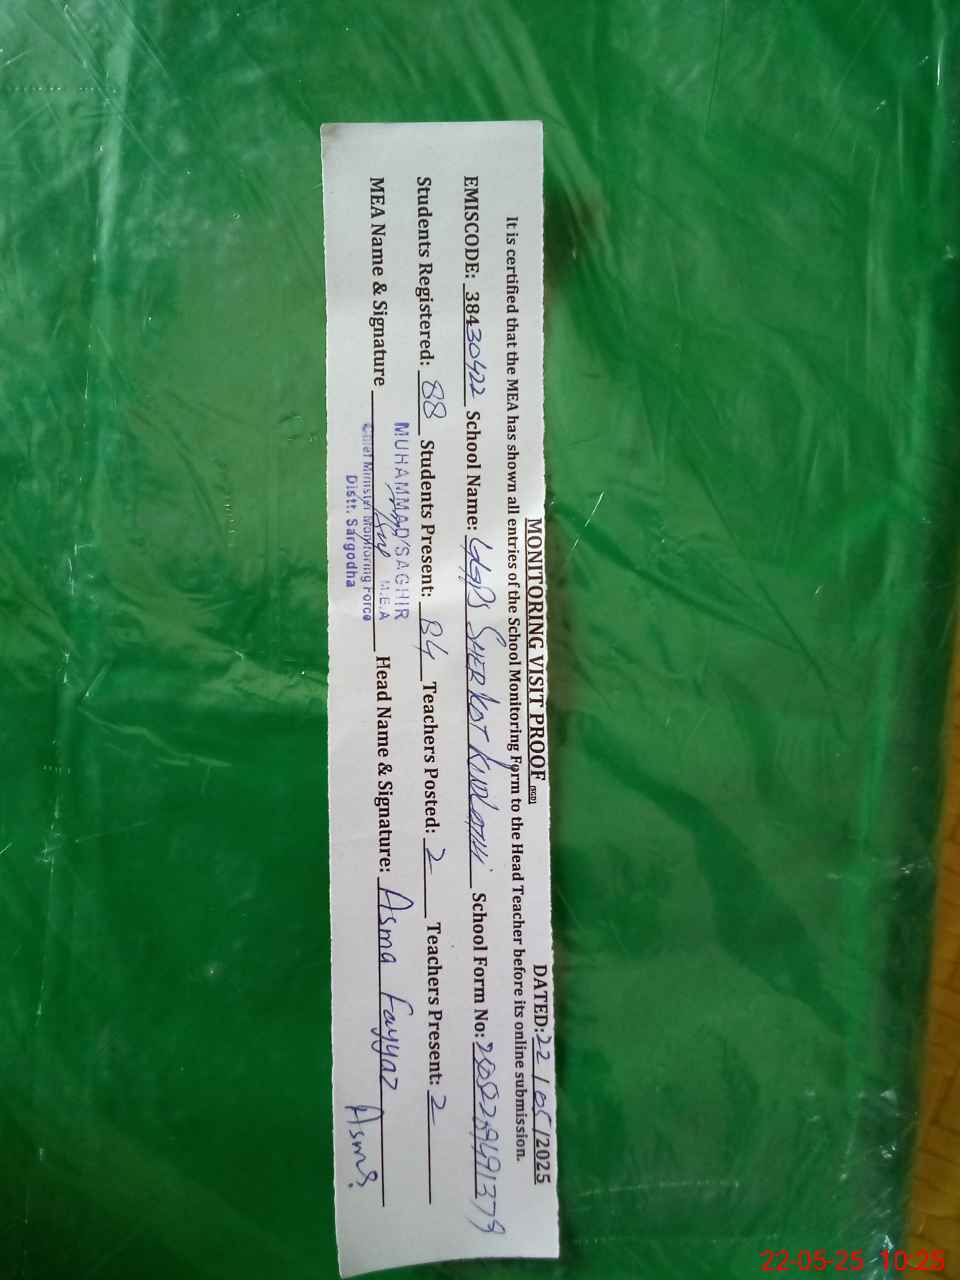 MONITORING VISIT PROOF
DATED: 22/05/2025
It is certified that the MEA has shown all entries of the School Monitoring Form to the Head Teacher before its online submission.
EMISCODE: 38430422 School Name: GGPS SHER KOT School Form No:
Students Registered: 88 Students Present: 84 Teachers Posted: 2 Teachers Present: 2
MEA Name & Signature Head Name & Signature: Asma Fayyaz
MUHAMMAD SAGHIR
M.E.A
Chief Minister Monitoring Force
Distt. Sargodha
Asma
22-05-25 10:25